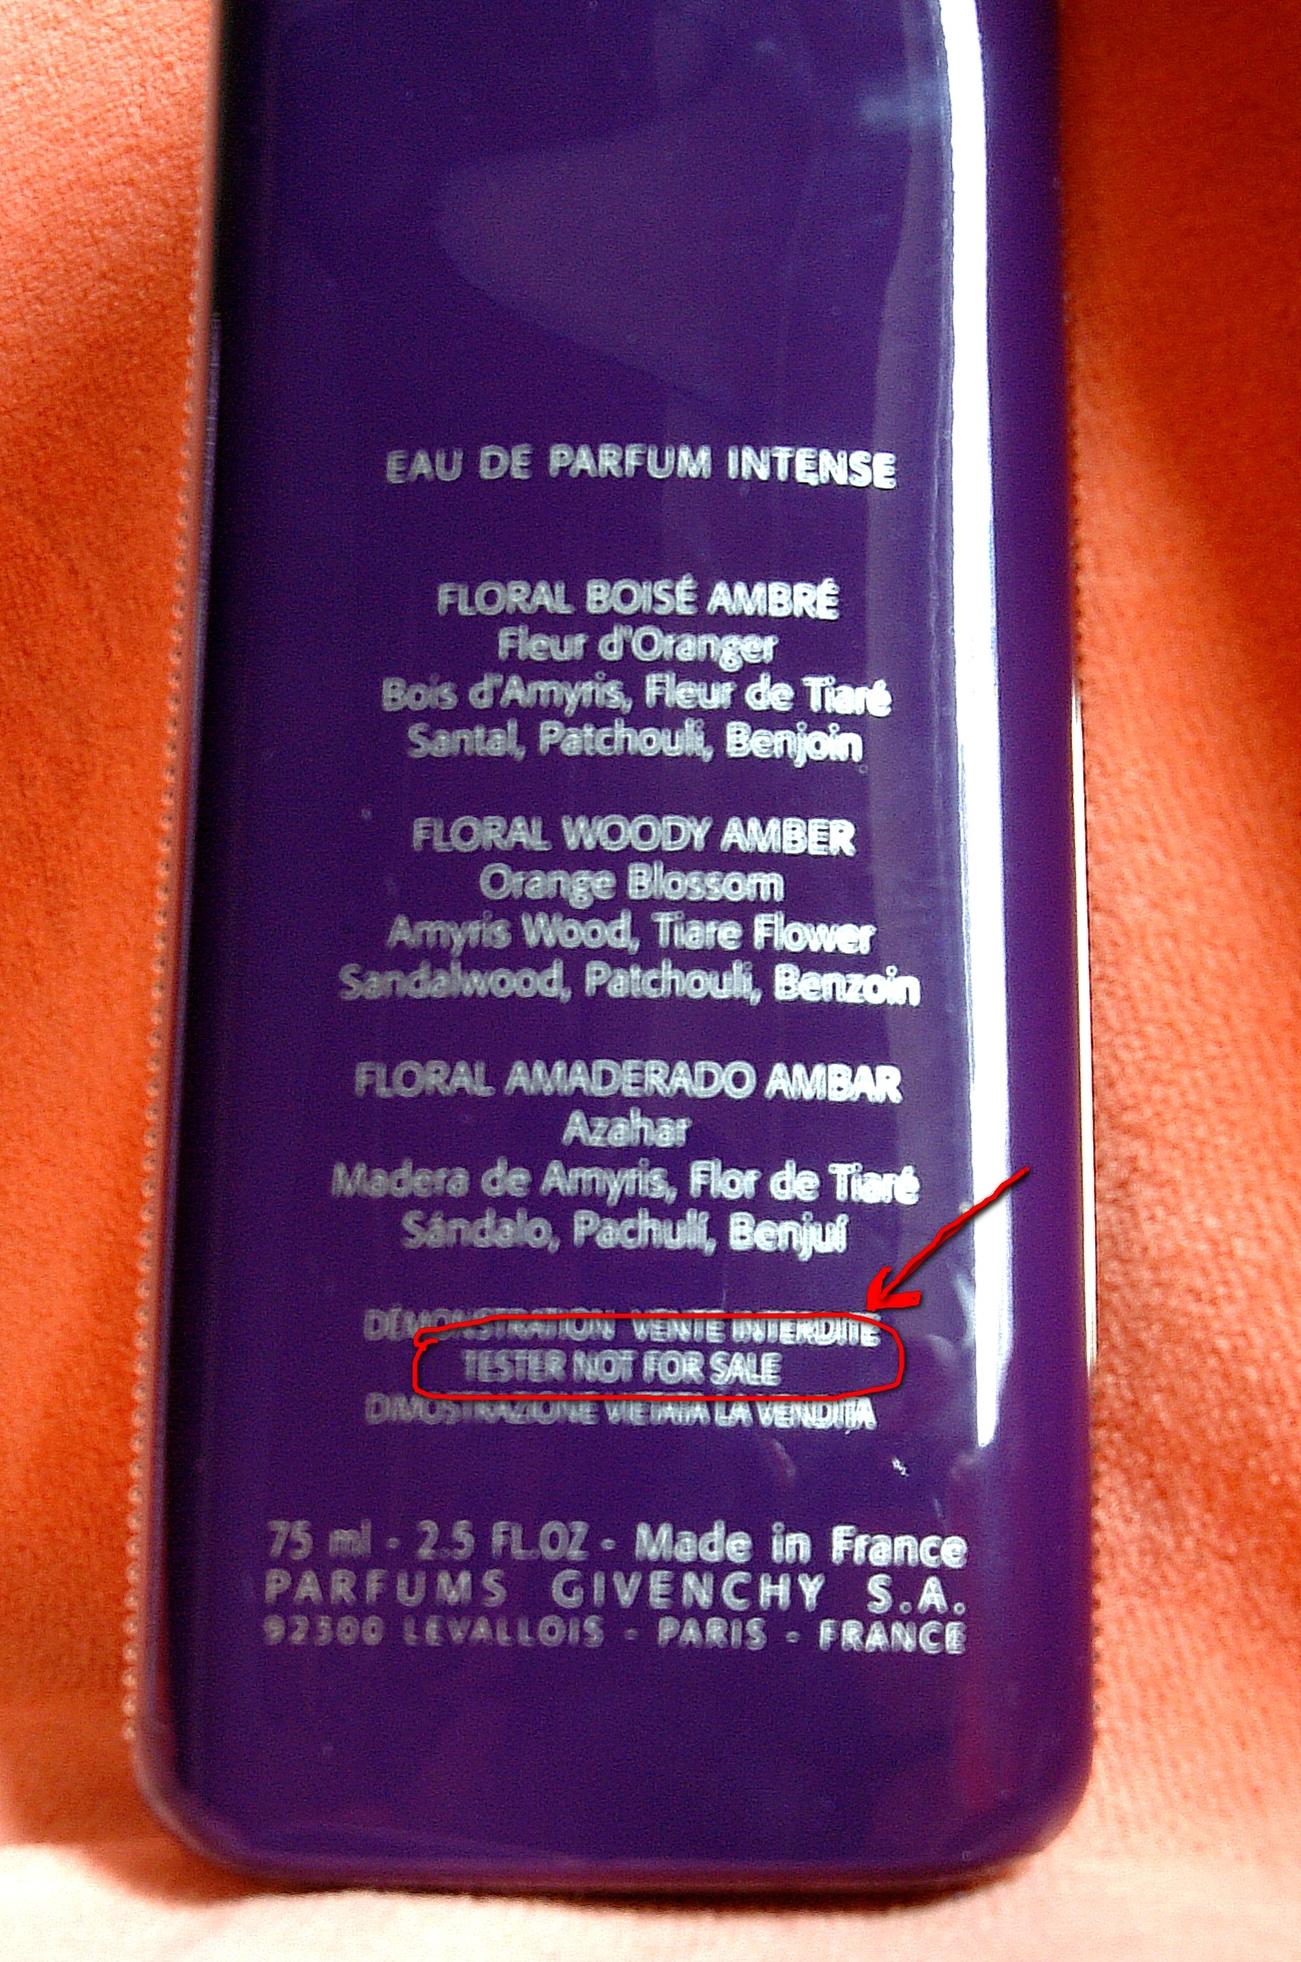 EAU DE PARFUM INTENSE
FLORAL BOISÉ AMBRÉ
Fleur d'Oranger
Bois d'Amyris, Fleur de Tiaré
Santal, Patchouli, Benjoin
FLORAL WOODY AMBER
Orange Blossom
Amyris Wood, Tiare Flower
Sandalwood, Patchouli, Benzoin
FLORAL AMADERADO AMBAR
Azahar
Madera de Amyris, Flor de Tiaré
Sándalo, Pachulí, Benjuí
DÉMONSTRATION VENTE INTERDITE
TESTER NOT FOR SALE
DIMOSTRAZIONE VIETATA LA VENDITA
75 ml - 2.5 FL.OZ - Made in France
PARFUMS GIVENCHY S.A.
92300 LEVALLOIS - PARIS - FRANCE